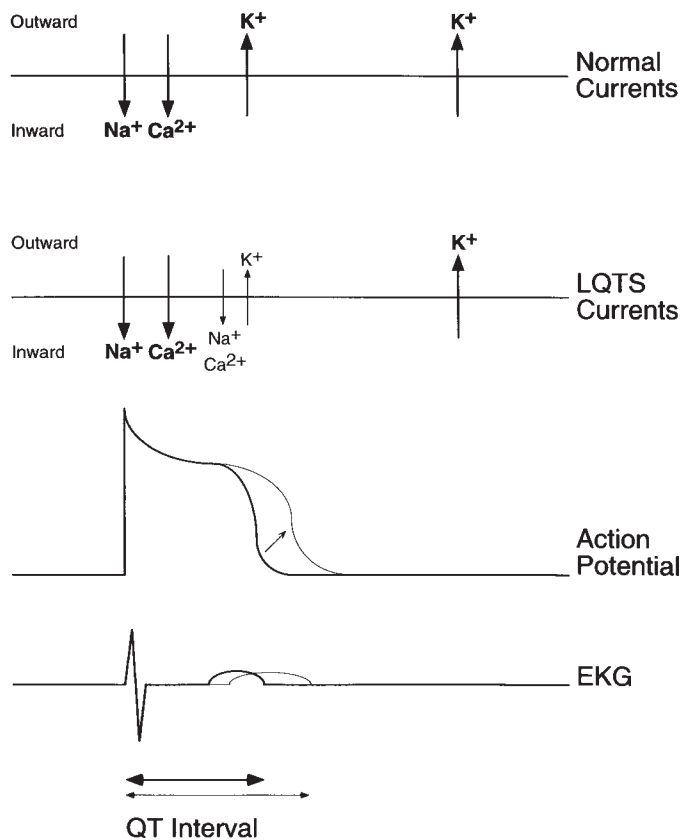 Outward
K+
K+
Normal
Currents
Inward
Na+ Ca2+
Outward
K+
K+
LQTS
Currents
Inward
Na+ Ca2+
Na+
Ca2+
Action
Potential
EKG
QT Interval